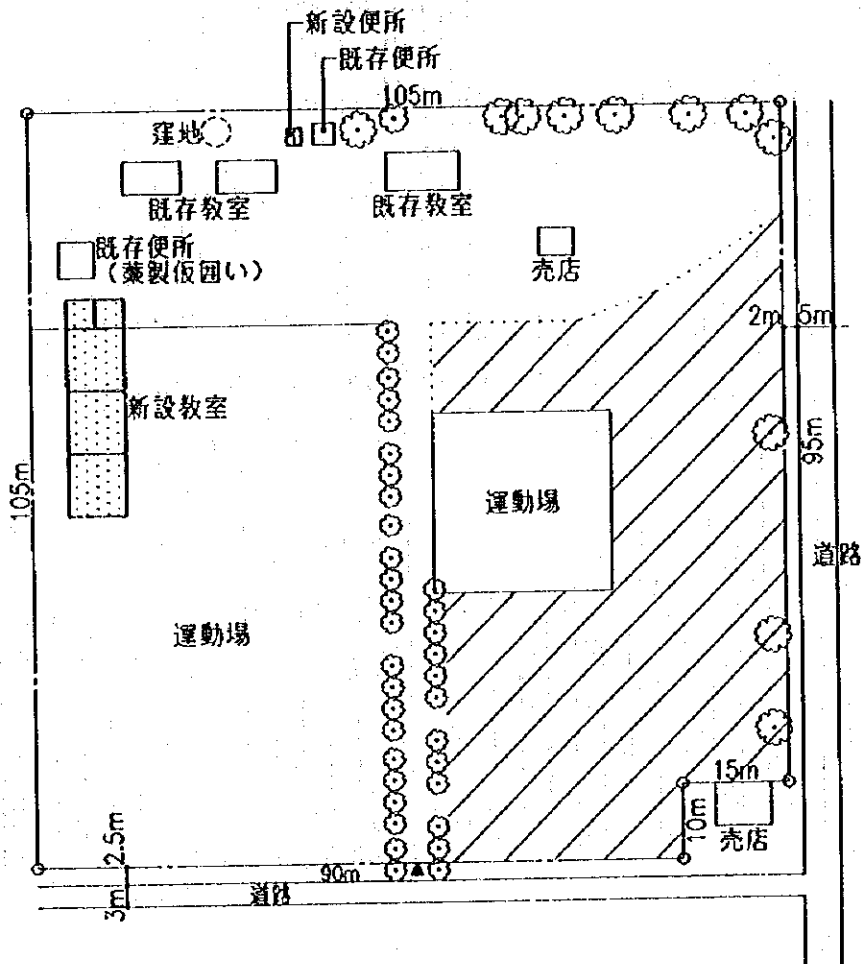 新設便所
既存便所
105m
窪地
既存教室
既存教室
既存便所
（藁製仮囲い）
売店
2m
5m
新設教室
105m
運動場
95m
道路
運動場
15m
10m
売店
2.5m
90m
3m
道路